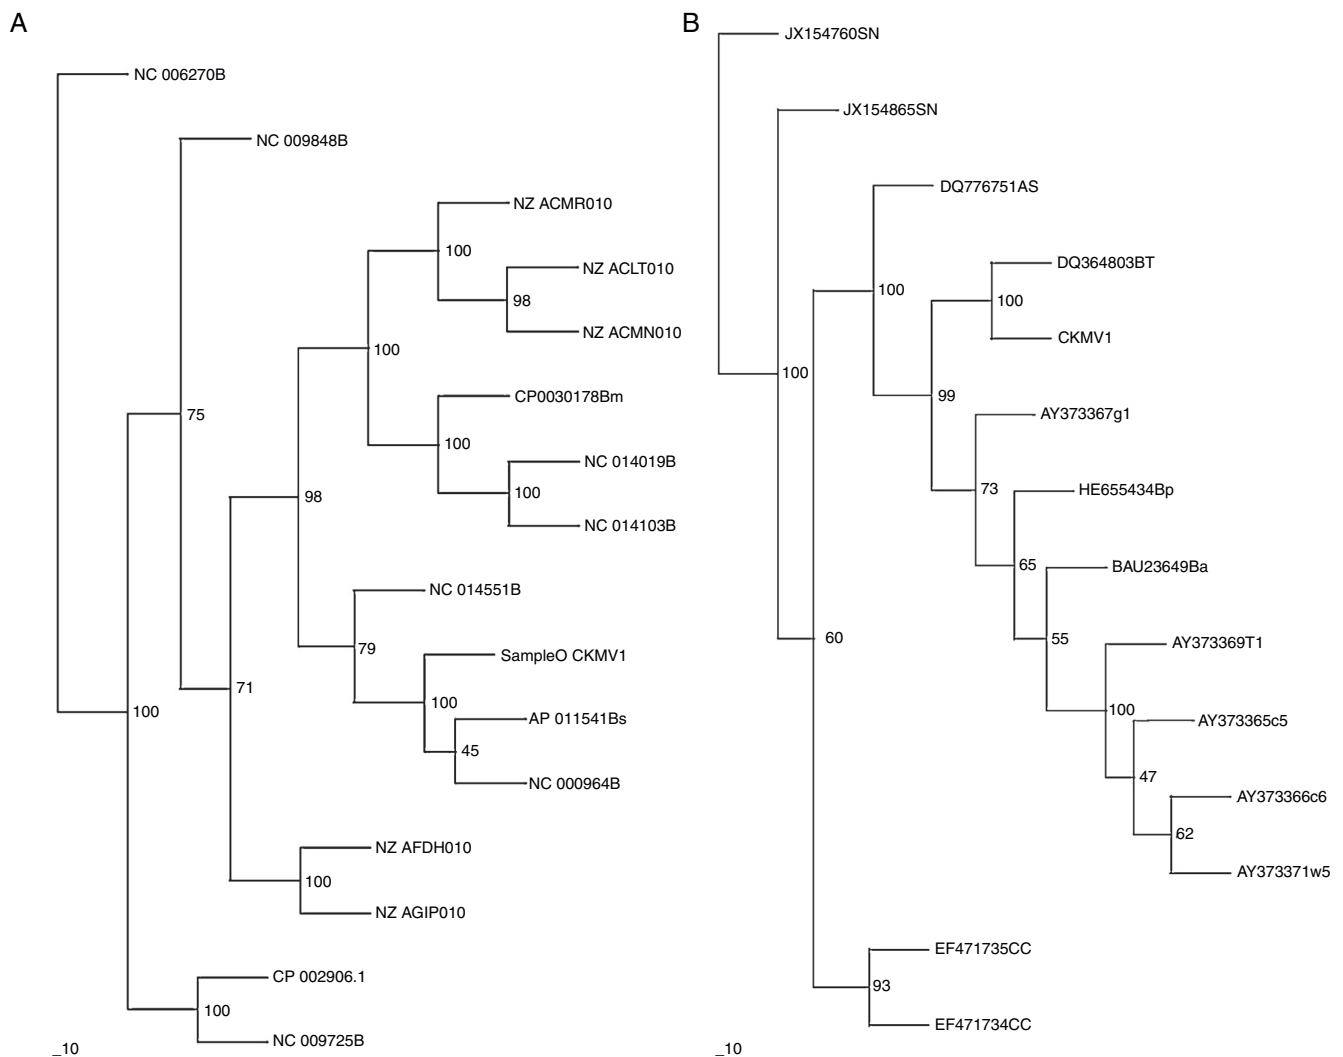 A
NC 006270B
NC 009848B
NZ ACMR010
100
NZ ACLT010
98
NZ ACMN010
100
CP0030178Bm
100
NC 014019B
100
NC 014103B
75
98
NC 014551B
79
SampleO CKMV1
100
AP 011541Bs
45
NC 000964B
71
100
NZ AFDH010
100
NZ AGIP010
CP 002906.1
100
NC 009725B
_10
B
JX154760SN
JX154865SN
DQ776751AS
100
DQ364803BT
100
CKMV1
100
99
AY373367g1
73
HE655434Bp
65
BAU23649Ba
55
60
AY373369T1
100
AY373365c5
47
AY373366c6
62
AY373371w5
EF471735CC
93
EF471734CC
_10